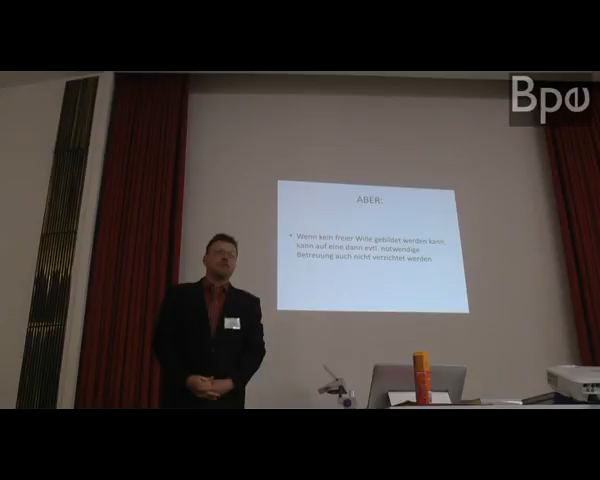 Bpe
ABER:
• Wenn kein freier Wille gebildet werden kann,
kann auf eine dann evtl. notwendige
Betreuung auch nicht verzichtet werden